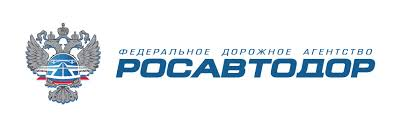 ФЕДЕРАЛЬНОЕ ДОРОЖНОЕ АГЕНТСТВО
РОСАВТОДОР